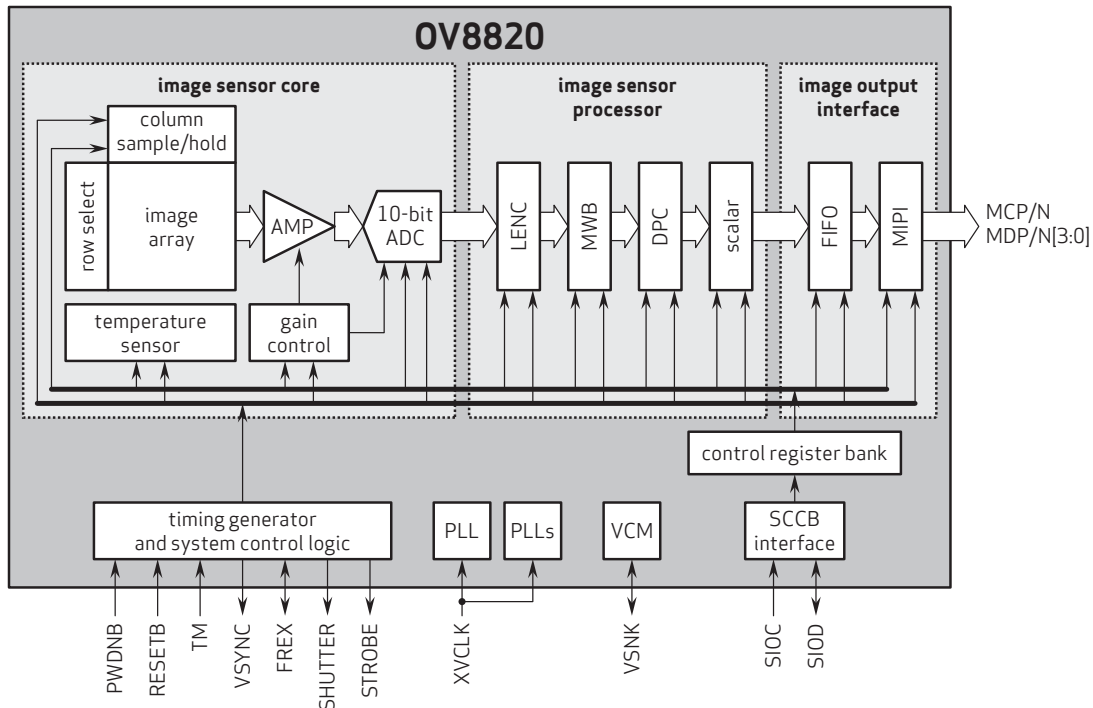 OV8820
image sensor core
image sensor
processor
image output
interface
column
sample/hold
row select
image
array
AMP
10-bit
ADC
LENC
MWB
DPC
scalar
FIFO
MIPI
MCP/N
MDP/N[3:0]
temperature
sensor
gain
control
control register bank
timing generator
and system control logic
PLL
PLLs
VCM
SCCB
interface
PWDNB
RESETB
TM
VSYNC
FREX
SHUTTER
STROBE
XVCLK
VSNK
SIOC
SIOD